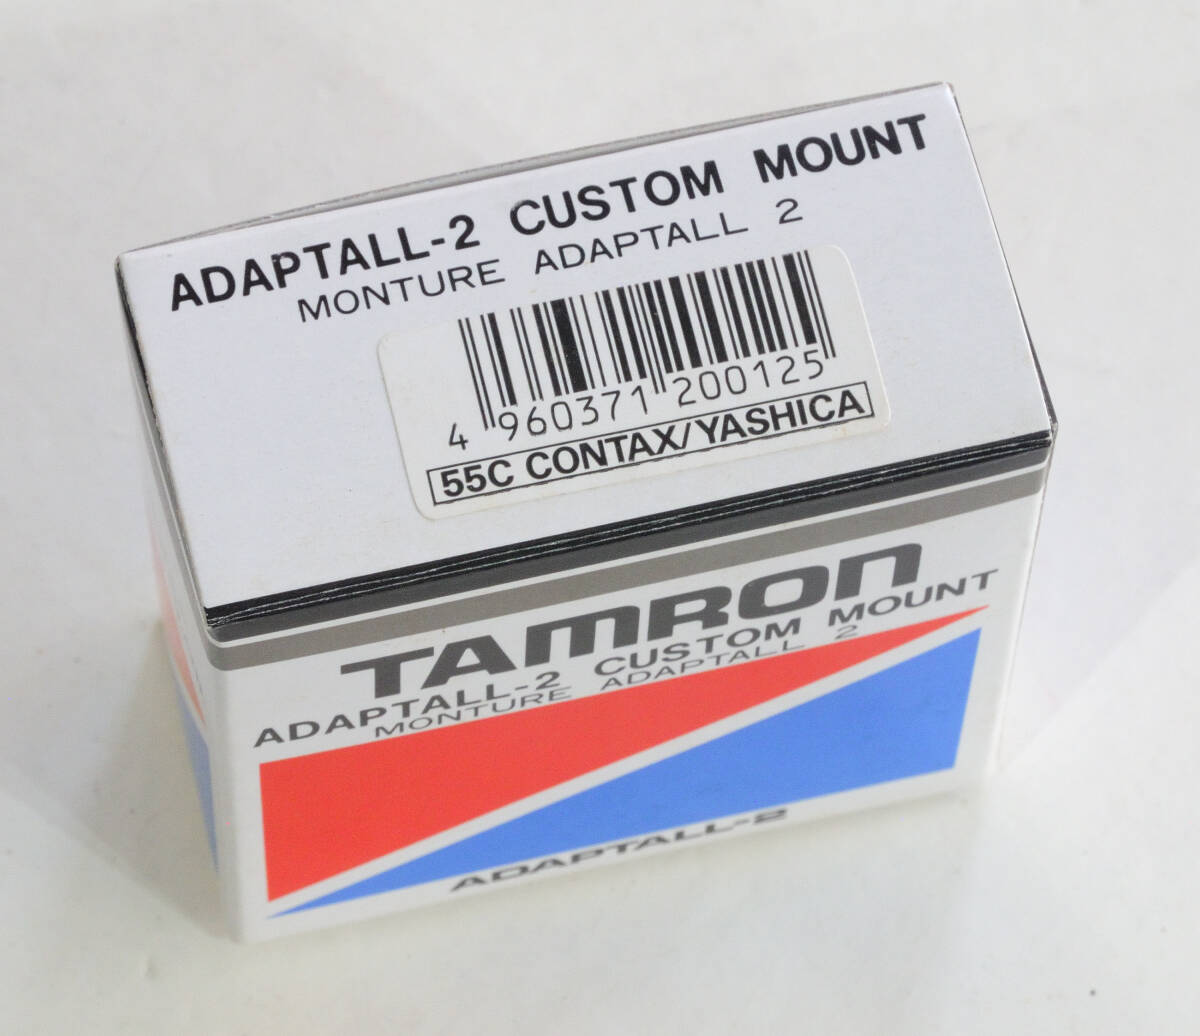 ADAPTALL-2 CUSTOM MOUNT
MONTURE ADAPTALL 2
4 960371 200125
55C CONTAX/YASHICA
TAMRON
ADAPTALL-2 CUSTOM MOUNT
MONTURE ADAPTALL 2
ADAPTALL-2